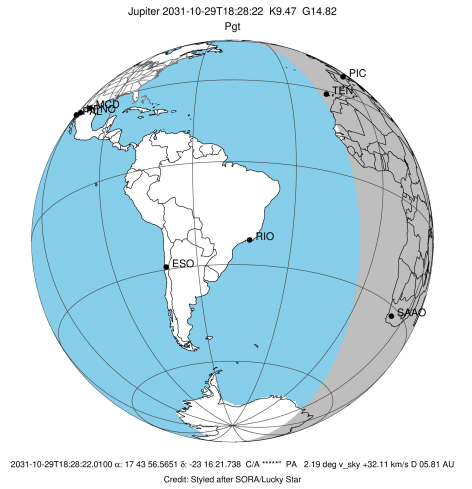 Jupiter 2031-10-29T18:28:22 K9.47 G14.82
Pgt
PIC
TEN
MCD
RIO
ESO
SAAO
2031-10-29T18:28:22.0100 α: 17 43 56.5651 δ: -23 16 21.738 C/A *****" PA 2.19 deg v_sky +32.11 km/s D 05.81 AU
Credit: Styled after SORA/Lucky Star